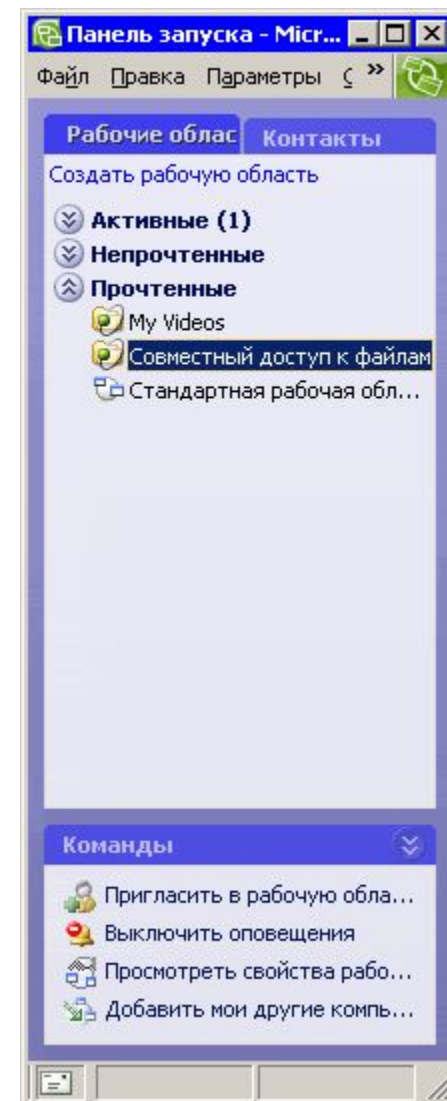 Панель запуска - Micr...
Файл Правка Параметры С »
Рабочие облас Контакты
Создать рабочую область
Активные (1)
Непрочтенные
Прочтенные
My Videos
Совместный доступ к файлам
Стандартная рабочая обл...
Команды
Пригласить в рабочую обла...
Выключить оповещения
Просмотреть свойства рабо...
Добавить мои другие компь...